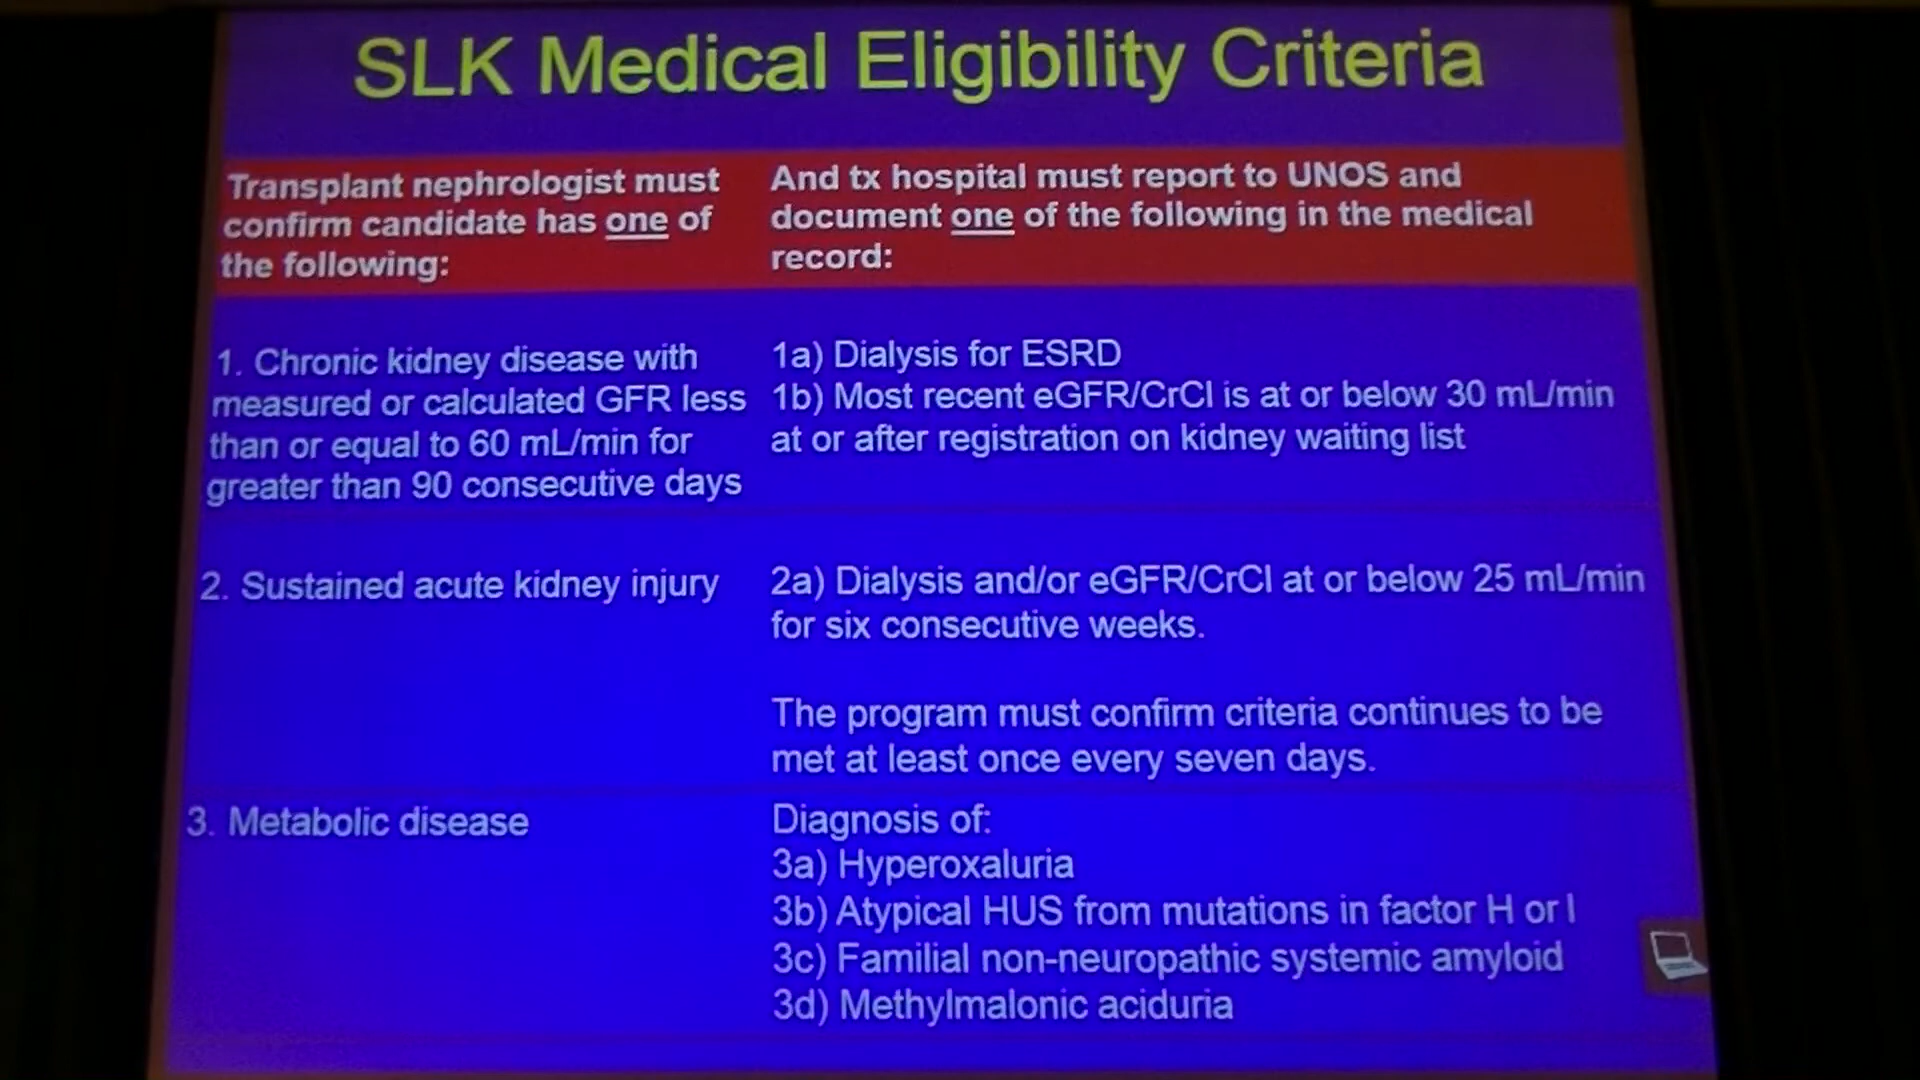 SLK Medical Eligibility Criteria
Transplant nephrologist must
confirm candidate has one of
the following:
And tx hospital must report to UNOS and
document one of the following in the medical
record:
1. Chronic kidney disease with
measured or calculated GFR less
than or equal to 60 mL/min for
greater than 90 consecutive days
1a) Dialysis for ESRD
1b) Most recent eGFR/CrCl is at or below 30 mL/min
at or after registration on kidney waiting list
2. Sustained acute kidney injury
2a) Dialysis and/or eGFR/CrCl at or below 25 mL/min
for six consecutive weeks.
The program must confirm criteria continues to be
met at least once every seven days.
3. Metabolic disease
Diagnosis of:
3a) Hyperoxaluria
3b) Atypical HUS from mutations in factor H or I
3c) Familial non-neuropathic systemic amyloid
3d) Methylmalonic aciduria